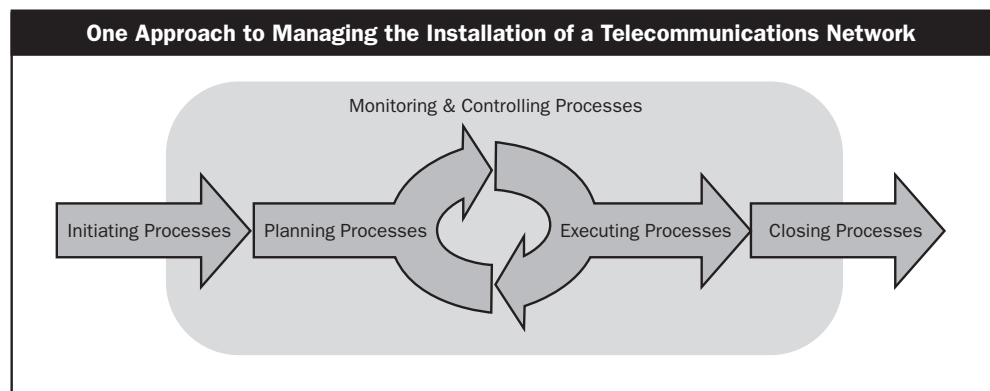 One Approach to Managing the Installation of a Telecommunications Network
Monitoring & Controlling Processes
Initiating Processes
Planning Processes
Executing Processes
Closing Processes